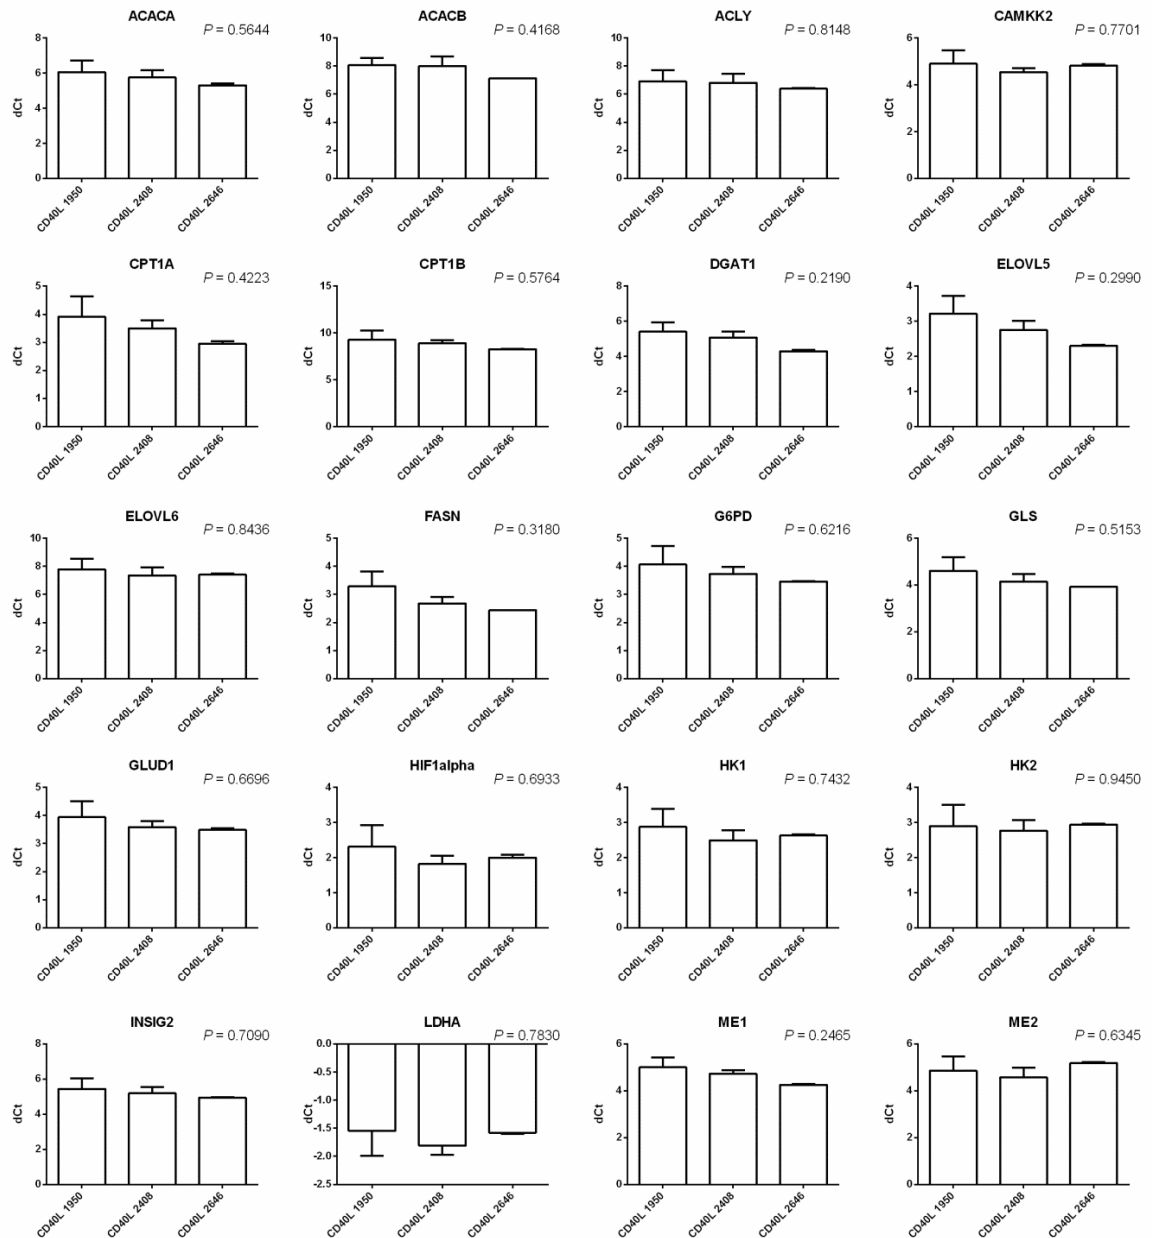 ACACA
P = 0.5644
8
6
4
2
0
dCt
CD40L 1950
CD40L 2408
CD40L 2646
ACACB
P = 0.4168
10
8
6
4
2
0
dCt
CD40L 1950
CD40L 2408
CD40L 2646
ACLY
P = 0.8148
10
8
6
4
2
0
dCt
CD40L 1950
CD40L 2408
CD40L 2646
CAMKK2
P = 0.7701
6
4
2
0
dCt
CD40L 1950
CD40L 2408
CD40L 2646
CPT1A
P = 0.4223
5
4
3
2
1
0
dCt
CD40L 1950
CD40L 2408
CD40L 2646
CPT1B
P = 0.5764
15
10
5
0
dCt
CD40L 1950
CD40L 2408
CD40L 2646
DGAT1
P = 0.2190
8
6
4
2
0
dCt
CD40L 1950
CD40L 2408
CD40L 2646
ELOVL5
P = 0.2990
4
3
2
1
0
dCt
CD40L 1950
CD40L 2408
CD40L 2646
ELOVL6
P = 0.8436
10
8
6
4
2
0
dCt
CD40L 1950
CD40L 2408
CD40L 2646
FASN
P = 0.3180
5
4
3
2
1
0
dCt
CD40L 1950
CD40L 2408
CD40L 2646
G6PD
P = 0.6216
5
4
3
2
1
0
dCt
CD40L 1950
CD40L 2408
CD40L 2646
GLS
P = 0.5153
6
4
2
0
dCt
CD40L 1950
CD40L 2408
CD40L 2646
GLUD1
P = 0.6696
5
4
3
2
1
0
dCt
CD40L 1950
CD40L 2408
CD40L 2646
HIF1alpha
P = 0.6933
4
3
2
1
0
dCt
CD40L 1950
CD40L 2408
CD40L 2646
HK1
P = 0.7432
4
3
2
1
0
dCt
CD40L 1950
CD40L 2408
CD40L 2646
HK2
P = 0.9450
4
3
2
1
0
dCt
CD40L 1950
CD40L 2408
CD40L 2646
INSIG2
P = 0.7090
8
6
4
2
0
dCt
CD40L 1950
CD40L 2408
CD40L 2646
LDHA
P = 0.7830
0.0
-0.5
-1.0
-1.5
-2.0
-2.5
dCt
CD40L 1950
CD40L 2408
CD40L 2646
ME1
P = 0.2465
6
4
2
0
dCt
CD40L 1950
CD40L 2408
CD40L 2646
ME2
P = 0.6345
6
4
2
0
dCt
CD40L 1950
CD40L 2408
CD40L 2646